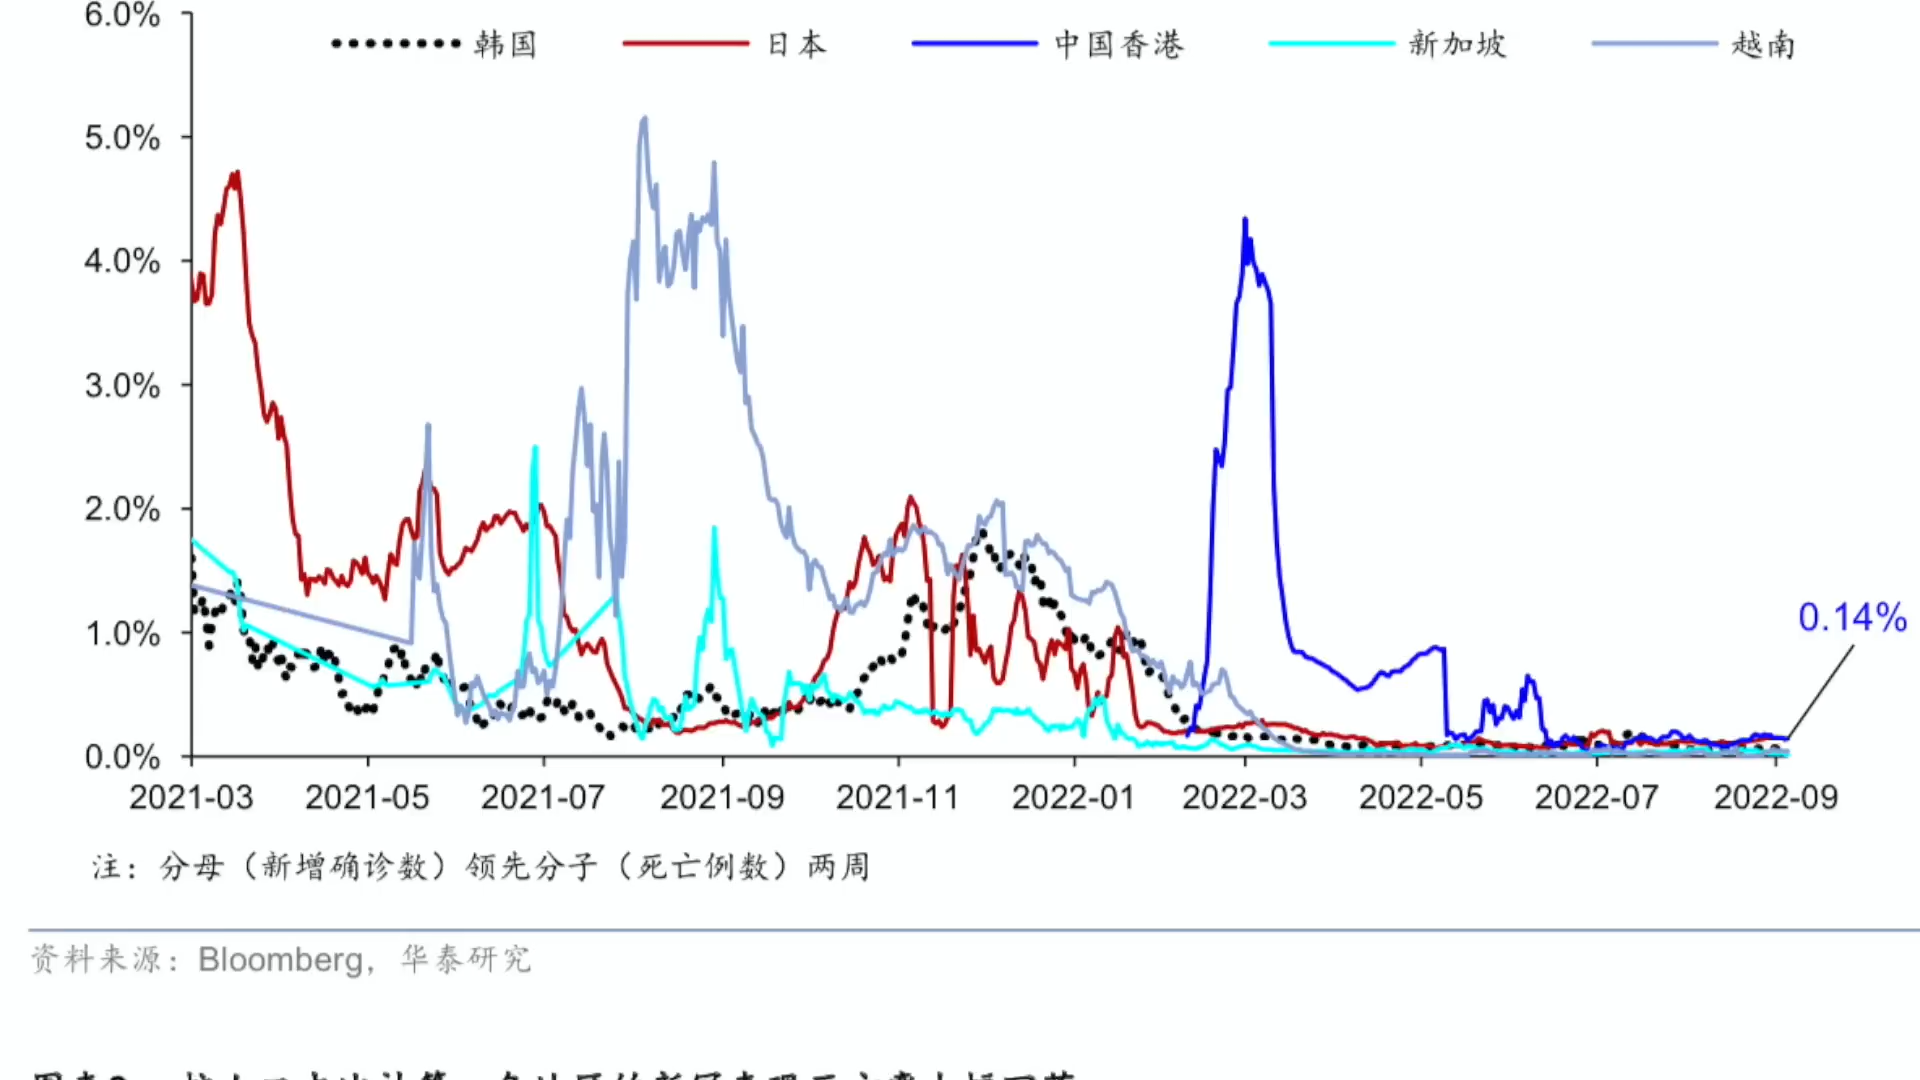 6.0%
韩国 日本 中国香港 新加坡 越南
5.0%
4.0%
3.0%
2.0%
1.0%
0.14%
0.0%
2021-03 2021-05 2021-07 2021-09 2021-11 2022-01 2022-03 2022-05 2022-07 2022-09
注：分母（新增确诊数）领先分子（死亡例数）两周
资料来源：Bloomberg，华泰研究